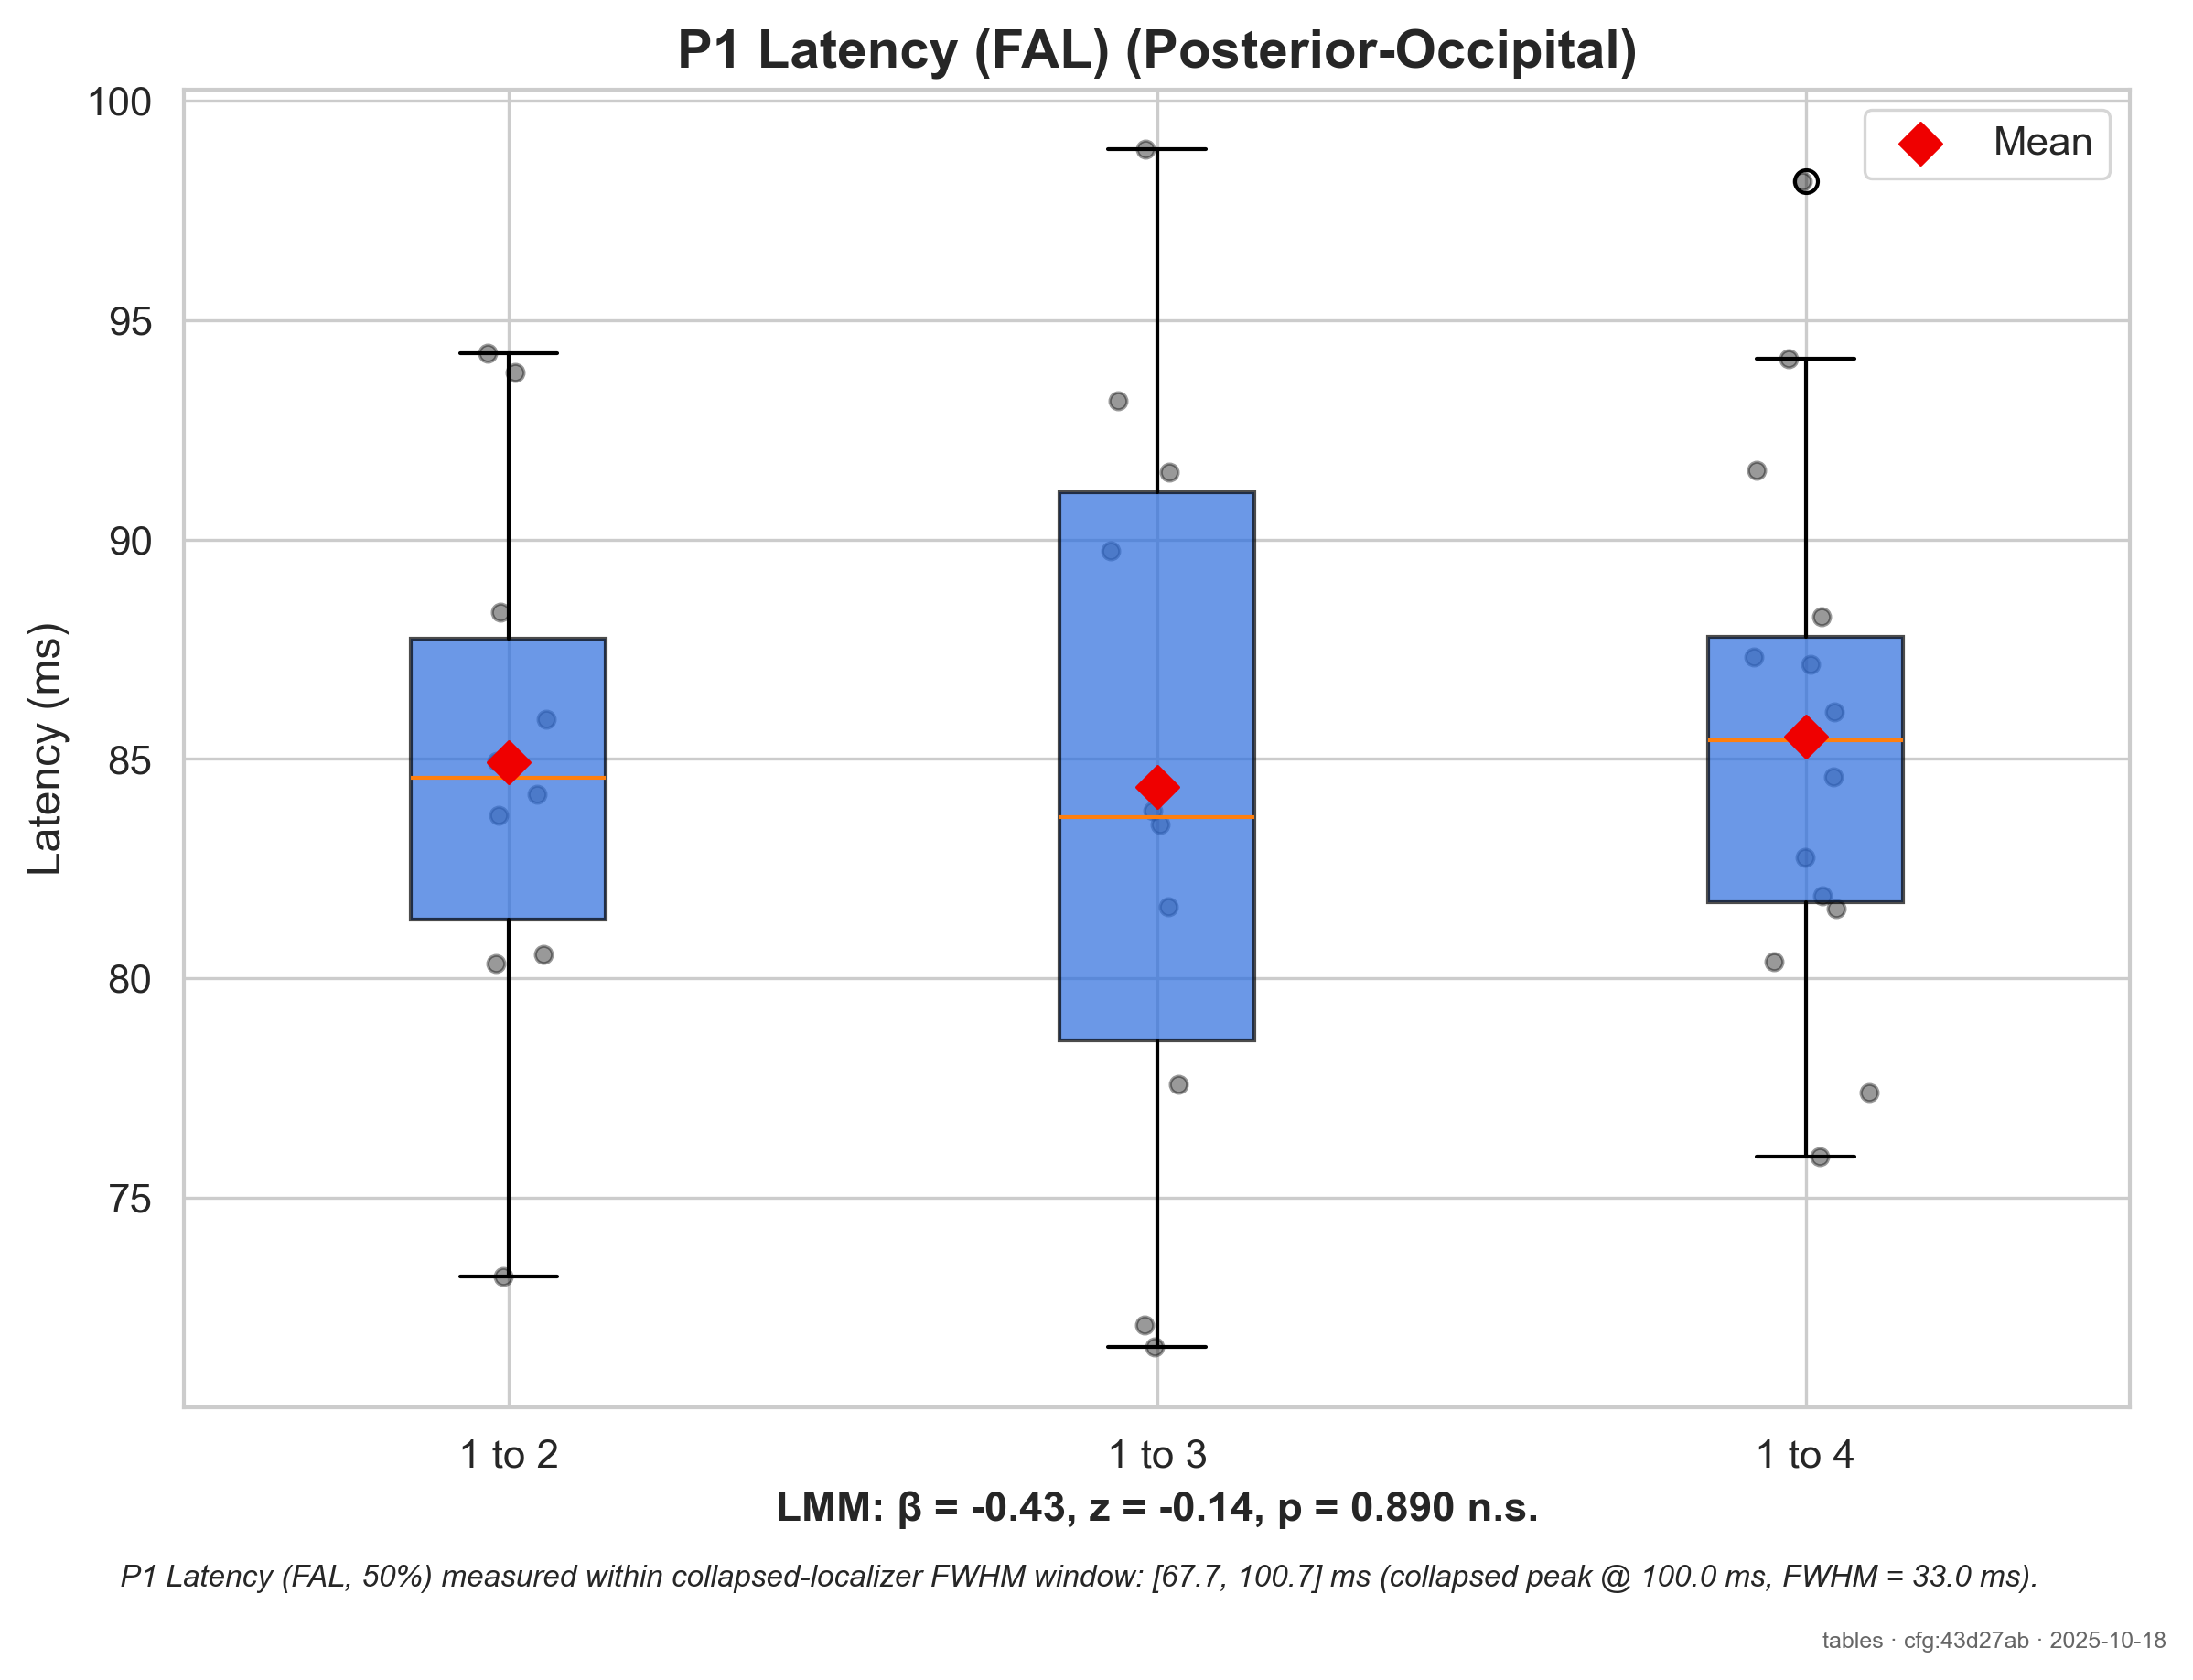 P1 Latency (FAL) (Posterior-Occipital)
Mean
Latency (ms)
100
95
90
85
80
75
1 to 2
1 to 3
1 to 4
LMM: β = -0.43, z = -0.14, p = 0.890 n.s.
P1 Latency (FAL, 50%) measured within collapsed-localizer FWHM window: [67.7, 100.7] ms (collapsed peak @ 100.0 ms, FWHM = 33.0 ms).
tables · cfg:43d27ab · 2025-10-18